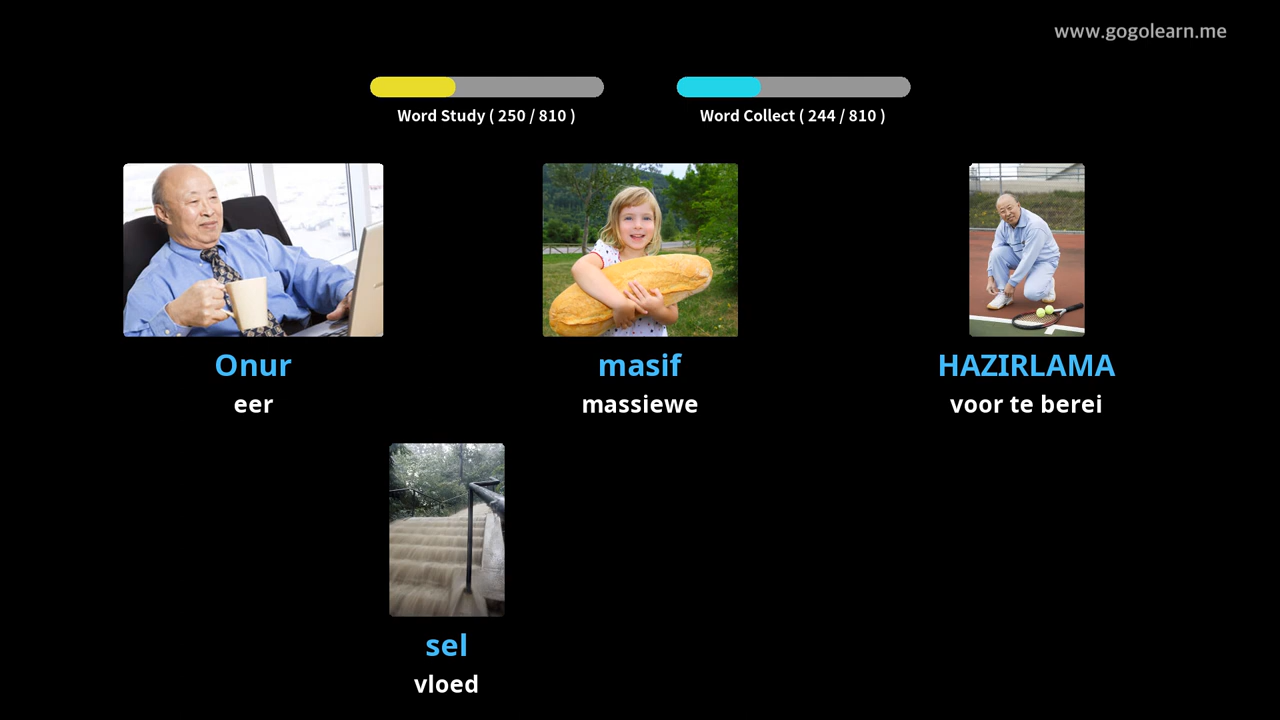 www.gogolearn.me
Word Study ( 250 / 810 )
Word Collect ( 244 / 810 )
Onur
eer
masif
massiewe
HAZIRLAMA
voor te berei
sel
vloed